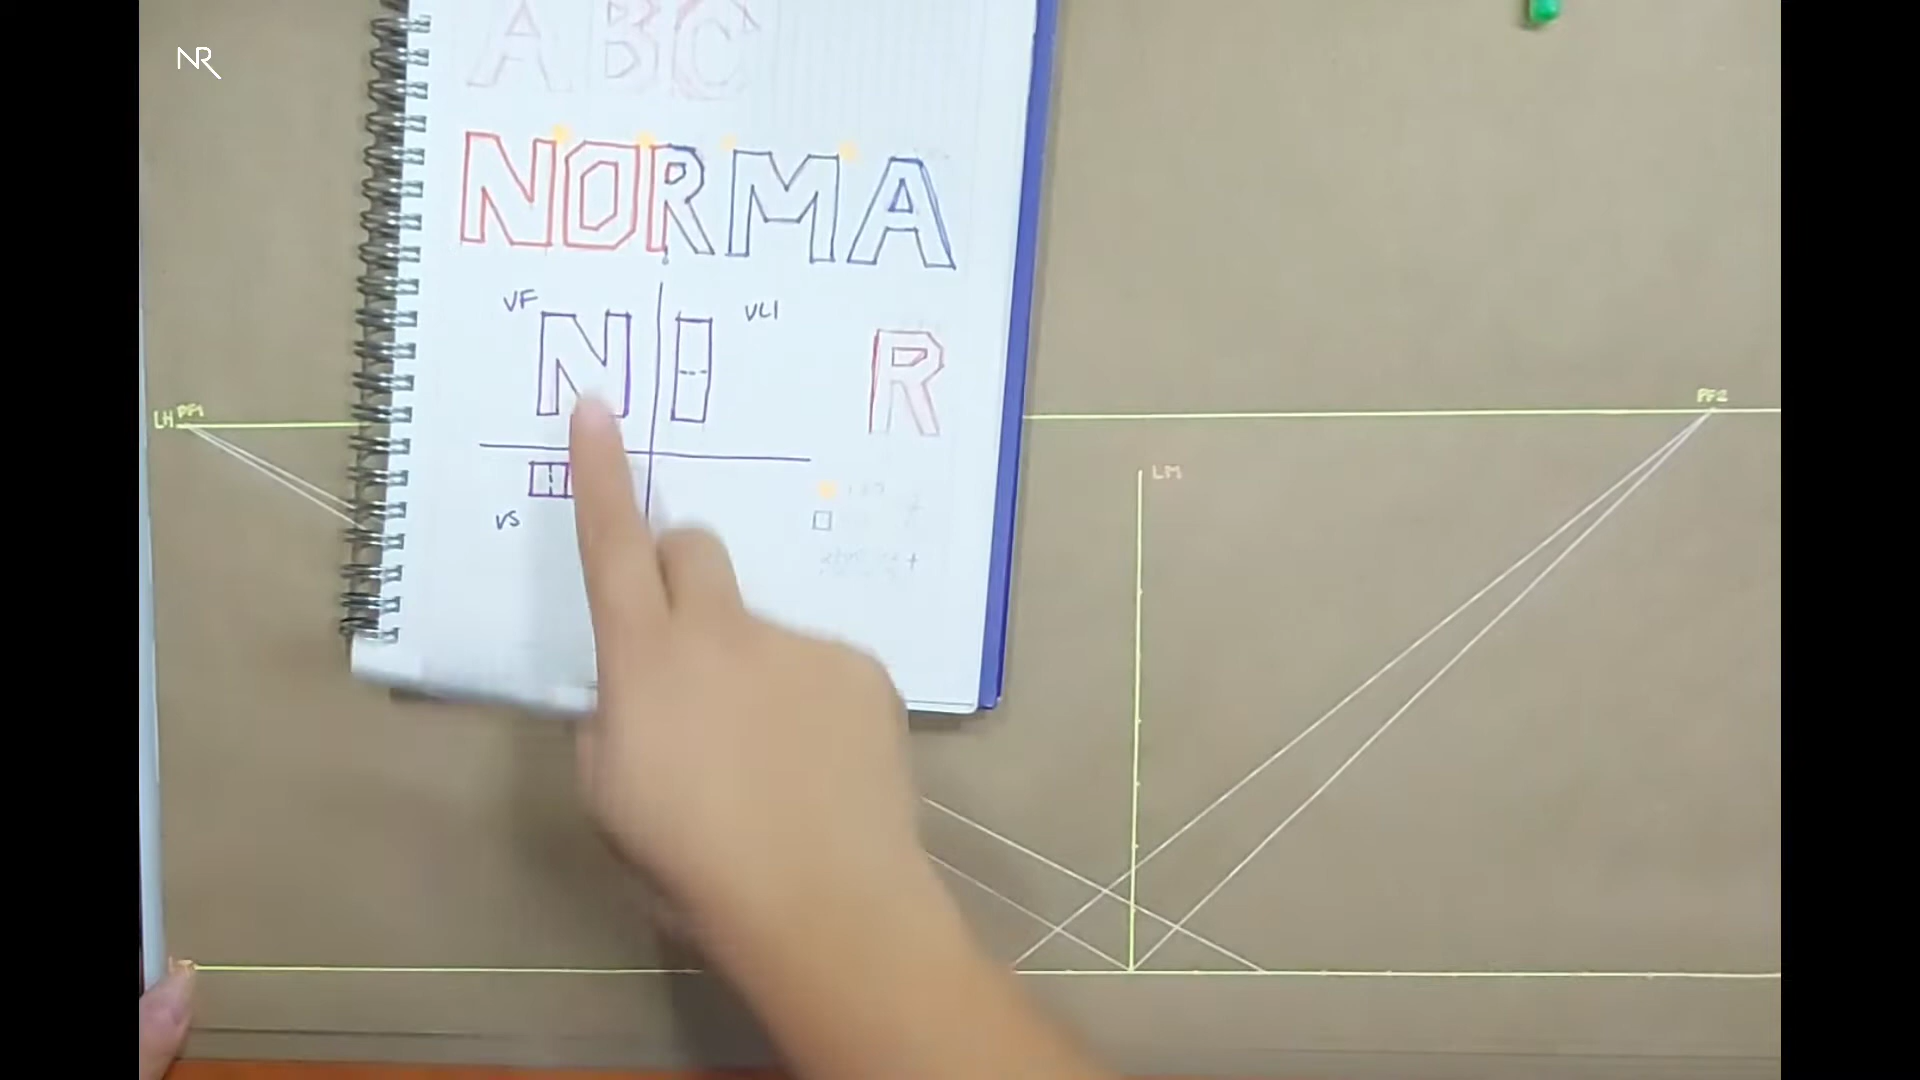 NR
ABC
NORMA
VF
VLI
N
R
LH PF1
PF2
LM
VS